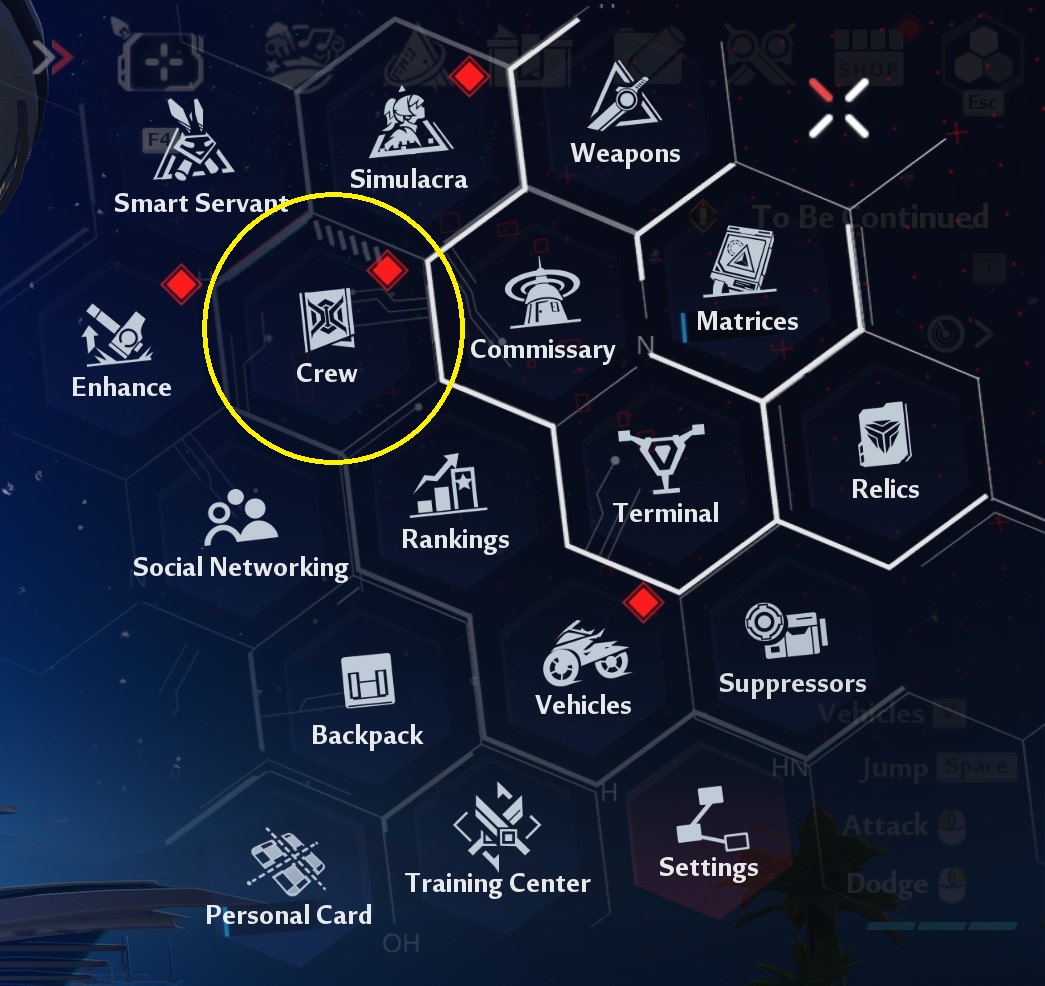 F4
SHOP
Esc
Weapons
Simulacra
Smart Servant
To Be Continued
T
Matrices
Commissary
N
Crew
Enhance
Relics
Terminal
Rankings
Social Networking
Suppressors
Vehicles
Backpack
Vehicles
Jump Space
HN
H
Attack
Settings
Training Center
Dodge
Personal Card
OH